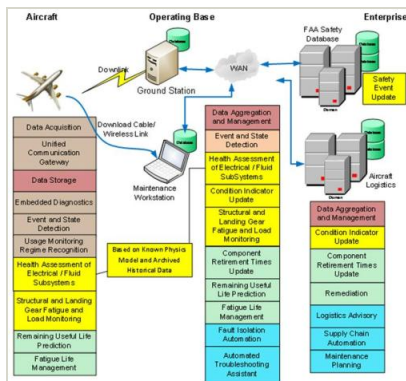 Aircraft
Operating Base
Enterprise
FAA Safety
Database
Database
Database
Database
Downlink
Ground Station
WAN
Safety
Event
Update
Download Cable/
Wireless Link
Database
Maintenance
Workstation
Database
Aircraft
Logistics
Data Acquisition
Unified
Communication
Gateway
Data Storage
Embedded Diagnostics
Event and State
Detection
Usage Monitoring
Regime Recognition
Health Assessment of
Electrical / Fluid
Subsystems
Structural and Landing
Gear Fatigue and
Load Monitoring
Remaining Useful Life
Prediction
Fatigue Life
Management
Based on Known Physics
Model and Archived
Historical Data
Data Aggregation
and Management
Event and State
Detection
Health Assessment of
Electrical / Fluid
SubSystems
Condition Indicator
Update
Structural and
Landing Gear
Fatigue and Load
Monitoring
Component
Retirement Times
Update
Remaining Useful
Life Prediction
Fatigue Life
Management
Fault Isolation
Automation
Automated
Troubleshooting
Assistant
Data Aggregation
and Management
Condition Indicator
Update
Component
Retirement Times
Update
Remediation
Logistics Advisory
Supply Chain
Automation
Maintenance
Planning